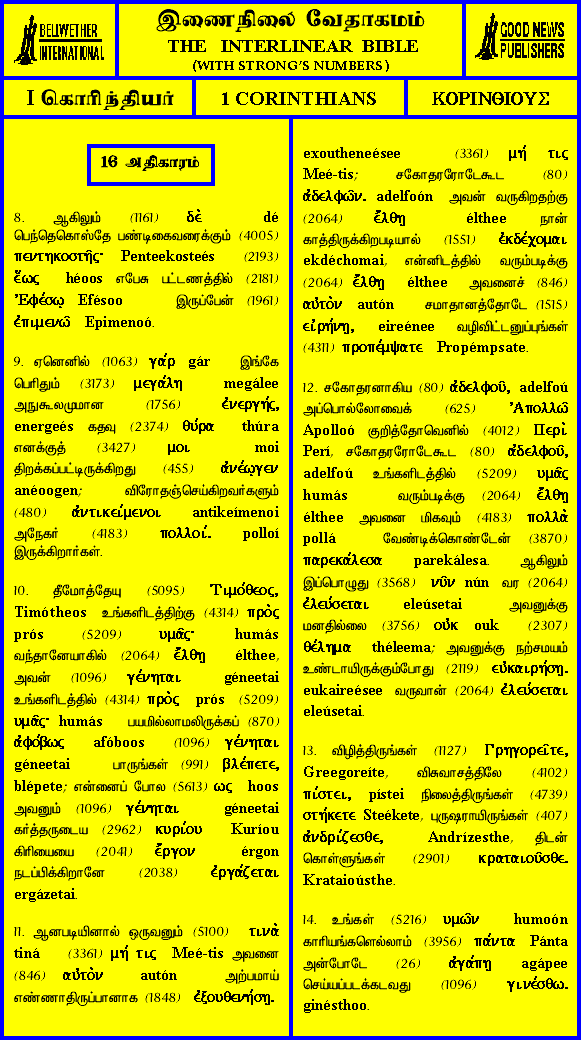 BELLWETHER
INTERNATIONAL
இணைநிலை வேதாகமம்
THE INTERLINEAR BIBLE
(WITH STRONG'S NUMBERS)
GOOD NEWS
PUBLISHERS
I கொரிந்தியர்
1 CORINTHIANS
ΚΟΡΙΝΘΙΟΥΣ
16 அதிகாரம்
8. ஆகிலும் (1161) δὲ dé
பெந்தெகொஸ்தே பண்டிகைவரைக்கும் (4005)
πεντηκοστῆς· Penteekosteés (2193)
ἕως héoos எபேசு பட்டணத்தில் (2181)
Ἐφέσῳ Efésoo இருப்பேன் (1961)
ἐπιμενῶ Epimenoó.
9. ஏனெனில் (1063) γάρ gár இங்கே
பெரிதும் (3173) μεγάλη megálee
அநுகூலமுமான (1756) ἐνεργής,
energeés கதவு (2374) θύρα thúra
எனக்குத் (3427) μοι moi
திறக்கப்பட்டிருக்கிறது (455) ἀνέῳγεν
anéoogen; விரோதஞ்செய்கிறவர்களும்
(480) ἀντικείμενοι antikeímenoi
அநேகர் (4183) πολλοί. polloí
இருக்கிறார்கள்.
10. தீமோத்தேயு (5095) Τιμόθεος,
Timótheos உங்களிடத்திற்கு (4314) πρὸς
prós (5209) υμᾶς· humás
வந்தானேயாகில் (2064) ἔλθῃ élthee,
அவன் (1096) γένηται géneetai
உங்களிடத்தில் (4314) πρὸς prós (5209)
υμᾶς· humás பயமில்லாமலிருக்கப் (870)
ἀφόβως afóboos (1096) γένηται
géneetai பாருங்கள் (991) βλέπετε,
blépete; என்னைப் போல (5613) ως hoos
அவனும் (1096) γένηται géneetai
கர்த்தருடைய (2962) κυρίου Kuríou
கிரியையை (2041) ἔργον érgon
நடப்பிக்கிறானே (2038) ἐργάζεται
ergázetai.
11. ஆனபடியினால் ஒருவனும் (5100) τινὰ
tiná (3361) μή τις Meé-tis அவனை
(846) αὐτὸν autón அற்பமாய்
எண்ணாதிருப்பானாக (1848) ἐξουθενήσῃ.
exoutheneésee (3361) μή τις
Meé-tis; சகோதரரோடேகூட (80)
ἀδελφῶν. adelfoón அவன் வருகிறதற்கு
(2064) ἔλθῃ élthee நான்
காத்திருக்கிறபடியால் (1551) ἐκδέχομαι
ekdéchomai, என்னிடத்தில் வரும்படிக்கு
(2064) ἔλθῃ élthee அவனைச் (846)
αὐτὸν autón சமாதானத்தோடே (1515)
εἰρήνῃ, eireénee வழிவிட்டனுப்புங்கள்
(4311) προπέμψατε Propémpsate.
12. சகோதரனாகிய (80) ἀδελφοῦ, adelfoú
அப்பொல்லோவைக் (625) Ἀπολλῶ
Apolloó குறித்தோவெனில் (4012) Περὶ
Perí, சகோதரரோடேகூட (80) ἀδελφοῦ,
adelfoú உங்களிடத்தில் (5209) υμᾶς
humás வரும்படிக்கு (2064) ἔλθῃ
élthee அவனை மிகவும் (4183) πολλὰ
pollá வேண்டிக்கொண்டேன் (3870)
παρεκάλεσα parekálesa. ஆகிலும்
இப்பொழுது (3568) νῦν nún வர (2064)
ἐλεύσεται eleúsetai அவனுக்கு
மனதில்லை (3756) οὐκ ouk (2307)
θέλημα théleema; அவனுக்கு நற்சமயம்
உண்டாயிருக்கும்போது (2119) εὐκαιρήσῃ.
eukaireésee வருவான் (2064) ἐλεύσεται
eleúsetai.
13. விழித்திருங்கள் (1127) Γρηγορεῖτε,
Greegoreíte, விசுவாசத்திலே (4102)
πίστει, pístei நிலைத்திருங்கள் (4739)
στήκετε Steékete, புருஷராயிருங்கள் (407)
ἀνδρίζεσθε, Andrízesthe, திடன்
கொள்ளுங்கள் (2901) κραταιοῦσθε.
Krataioústhe.
14. உங்கள் (5216) υμῶν humoón
காரியங்களெல்லாம் (3956) πάντα Pánta
அன்போடே (26) ἀγάπῃ agápee
செய்யப்படக்கடவது (1096) γινέσθω.
ginésthoo.